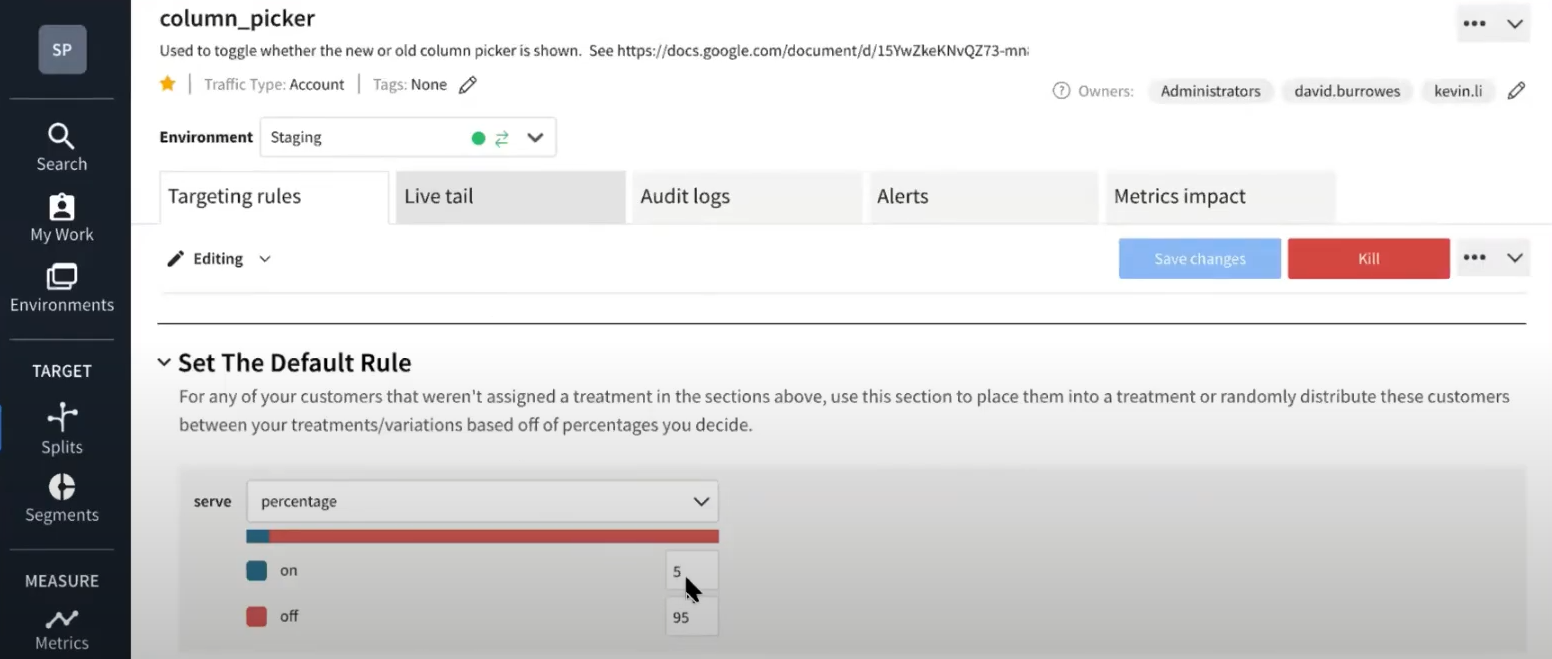 SP
Search
My Work
Environments
TARGET
Splits
Segments
MEASURE
Metrics
column_picker
Used to toggle whether the new or old column picker is shown. See https://docs.google.com/document/d/15YwZkeKNvQZ73-mn
Traffic Type: Account Tags: None
? Owners: Administrators david.burrowes kevin.li
Environment Staging
Targeting rules Live tail Audit logs Alerts Metrics impact
Editing Save changes Kill
Set The Default Rule
For any of your customers that weren't assigned a treatment in the sections above, use this section to place them into a treatment or randomly distribute these customers
between your treatments/variations based off of percentages you decide.
serve percentage
on 5
off 95